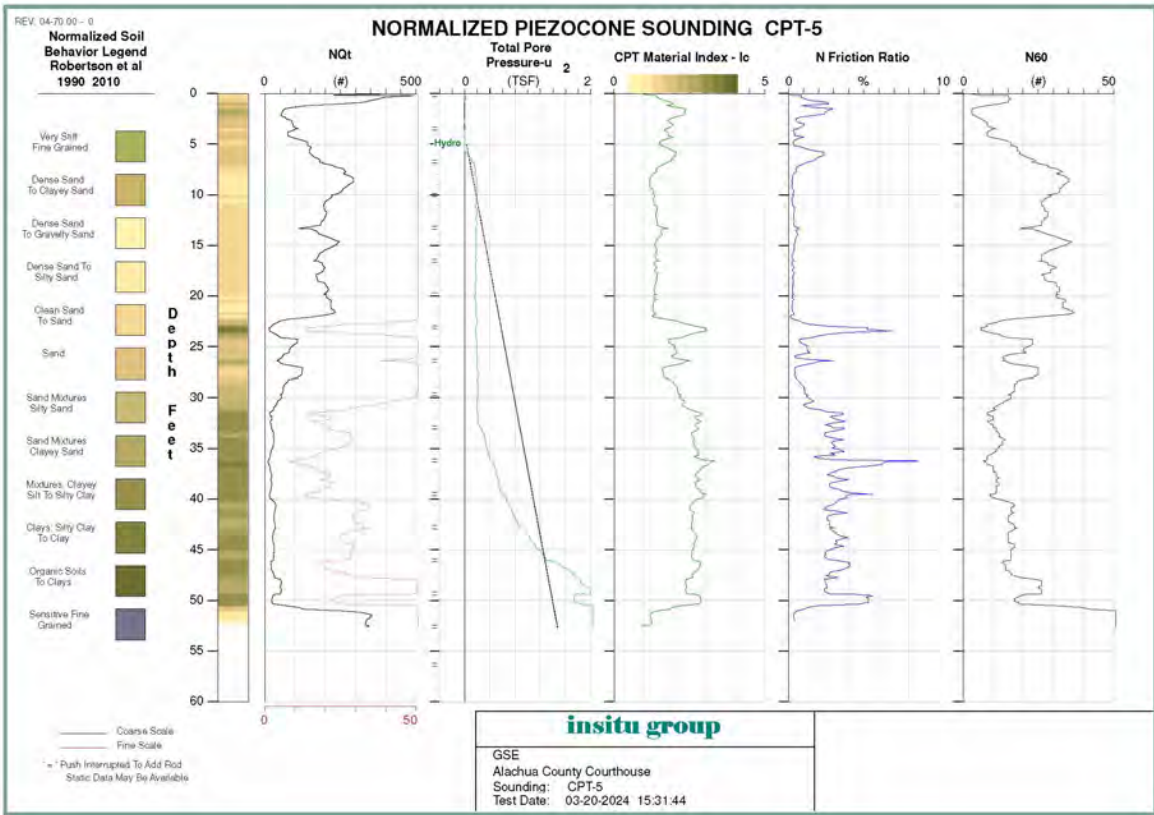 REV. 04-70.00 - 0
NORMALIZED PIEZOCONE SOUNDING CPT-5
Normalized Soil
Behavior Legend
Robertson et al
1990 2010
NQt
0 (#) 500
Total Pore
Pressure-u 2
0 (TSF) 2
CPT Material Index - Ic
0 5
N Friction Ratio
0 % 10
N60
0 (#) 50
Very Stiff
Fine Grained
Dense Sand
To Clayey Sand
Dense Sand
To Gravelly Sand
Dense Sand To
Silty Sand
Clean Sand
To Sand
Sand
Sand Mixtures
Silty Sand
Sand Mixtures
Clayey Sand
Mixtures, Clayey
Silt To Silty Clay
Clays: Silty Clay
To Clay
Organic Soils
To Clays
Sensitive Fine
Grained
Depth Feet
0
5
10
15
20
25
30
35
40
45
50
55
60
Hydro
0 50
Coarse Scale
Fine Scale
'=' Push Interrupted To Add Rod
Static Data May Be Available
insitu group
GSE
Alachua County Courthouse
Sounding: CPT-5
Test Date: 03-20-2024 15:31:44